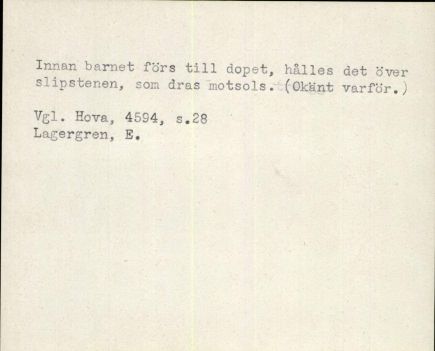 Innan barnet förs till dopet, hålles det över
slipstenen, som dras motsols. (Okänt varför.)
Vgl. Hova, 4594, s.28
Lagergren, E.